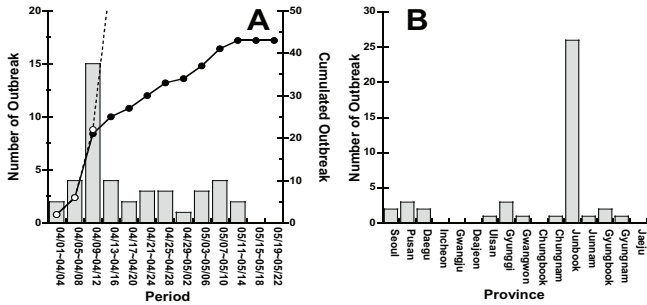 A
20
15
10
5
0
Number of Outbreak
50
40
30
20
10
0
Cumulated Outbreak
04/01~04/04
04/05~04/08
04/09~04/12
04/13~04/16
04/17~04/20
04/21~04/24
04/25~04/28
04/29~05/02
05/03~05/06
05/07~05/10
05/11~05/14
05/15~05/18
05/19~05/22
Period
B
30
25
20
15
10
5
0
Number of Outbreak
Seoul
Pusan
Daegu
Incheon
Gwangju
Deajeon
Ulsan
Gyunggi
Gwangwon
Chungbook
Chungnam
Junbook
Junnam
Gyungbook
Gyungnam
Jaeju
Province